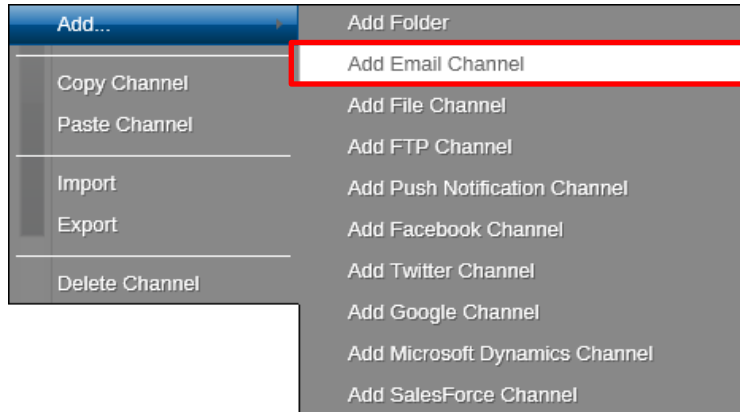 Add...
Copy Channel
Paste Channel
Import
Export
Delete Channel
Add Folder
Add Email Channel
Add File Channel
Add FTP Channel
Add Push Notification Channel
Add Facebook Channel
Add Twitter Channel
Add Google Channel
Add Microsoft Dynamics Channel
Add SalesForce Channel